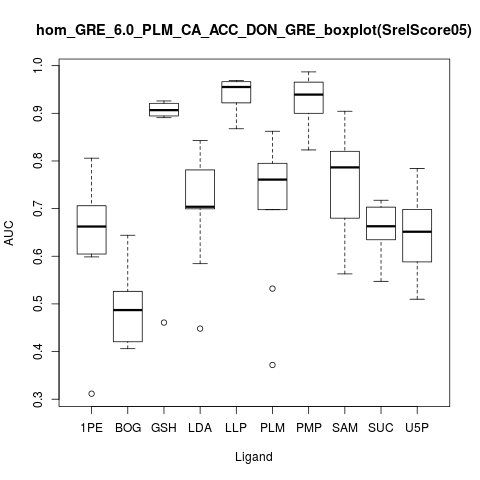 hom_GRE_6.0_PLM_CA_ACC_DON_GRE_boxplot(SrelScore05)
1.0
0.9
0.8
0.7
0.6
0.5
0.4
0.3
AUC
1PE BOG GSH LDA LLP PLM PMP SAM SUC U5P
Ligand